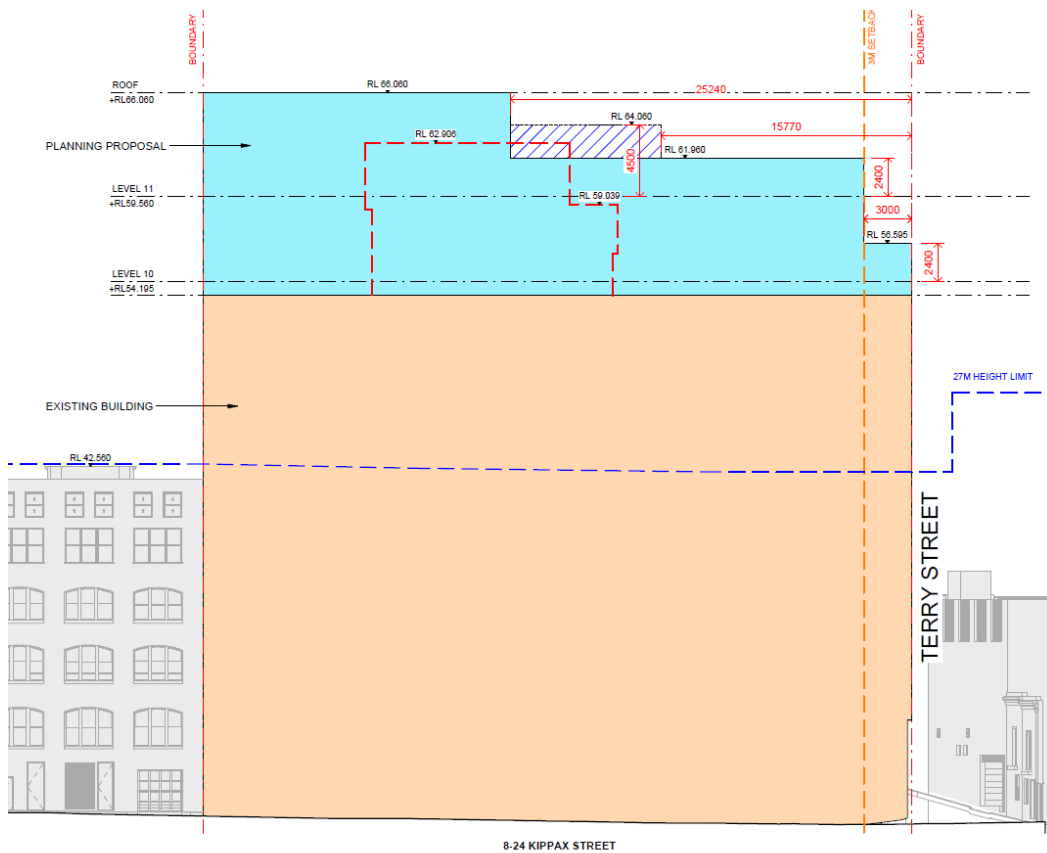 BOUNDARY
3M SETBACK
BOUNDARY
ROOF
+RL66.060
RL 66.060
25240
RL 64.060
15770
PLANNING PROPOSAL
RL 62.906
RL 61.960
4500
2400
LEVEL 11
+RL59.560
RL 59.039
3000
RL 56.595
2400
LEVEL 10
+RL54.195
27M HEIGHT LIMIT
EXISTING BUILDING
RL 42.560
TERRY STREET
8-24 KIPPAX STREET